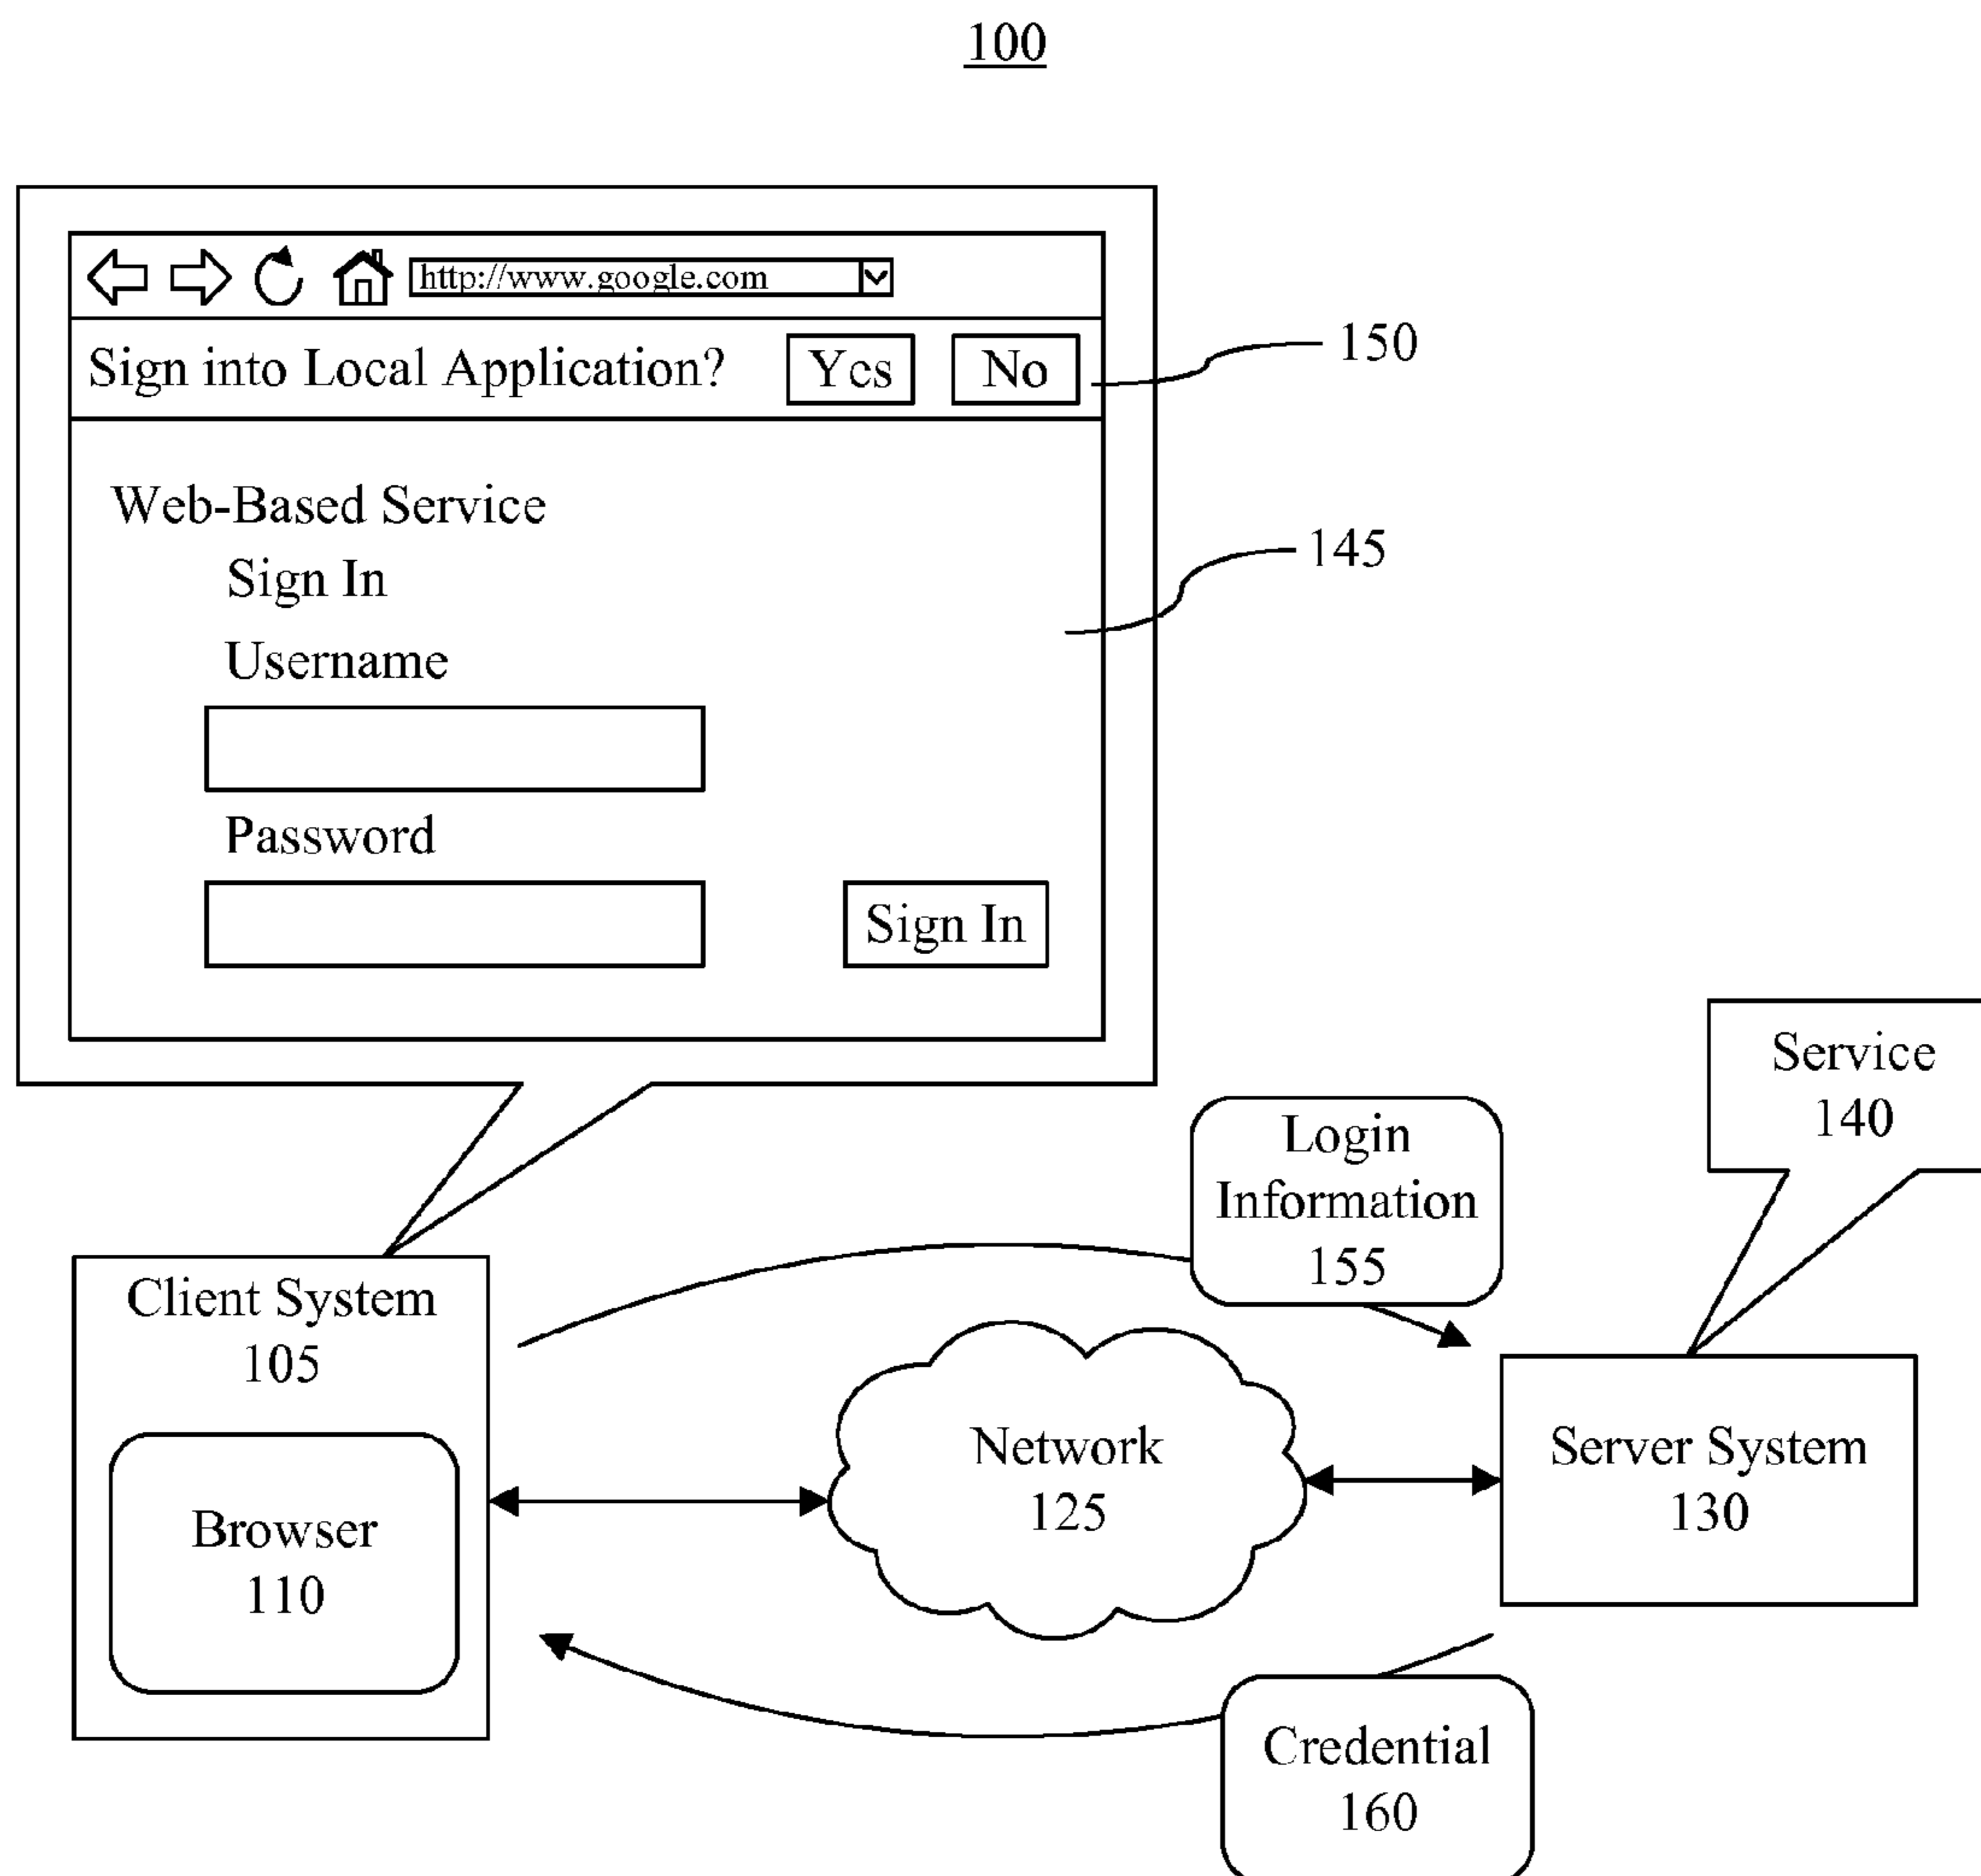 100
http://www.google.com
Sign into Local Application? Yes No
150
Web-Based Service
145
Sign In
Username
Password
Sign In
Service
140
Login
Information
155
Client System
105
Network
125
Server System
130
Browser
110
Credential
160